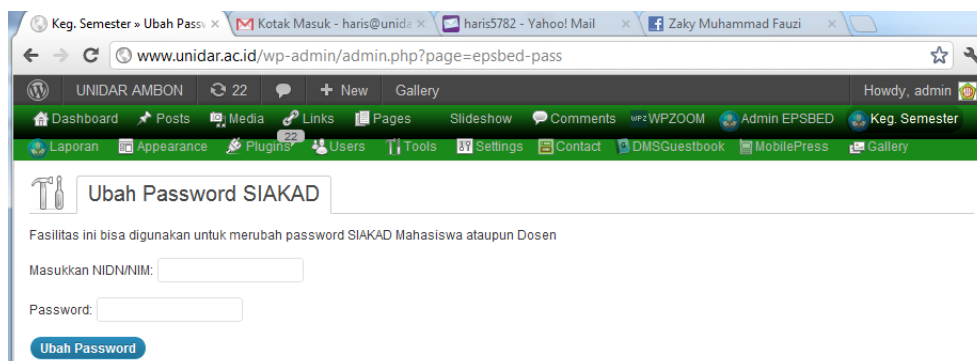 Keg. Semester » Ubah Passv
Kotak Masuk - haris@unida
haris5782 - Yahoo! Mail
Zaky Muhammad Fauzi
www.unidar.ac.id/wp-admin/admin.php?page=epsbed-pass
UNIDAR AMBON 22 + New Gallery Howdy, admin
Dashboard Posts Media Links Pages Slideshow Comments WPZOOM Admin EPSBED Keg. Semester
Laporan Appearance Plugins 22 Users Tools Settings Contact DMSGuestbook MobilePress Gallery
Ubah Password SIAKAD
Fasilitas ini bisa digunakan untuk merubah password SIAKAD Mahasiswa ataupun Dosen
Masukkan NIDN/NIM:
Password:
Ubah Password